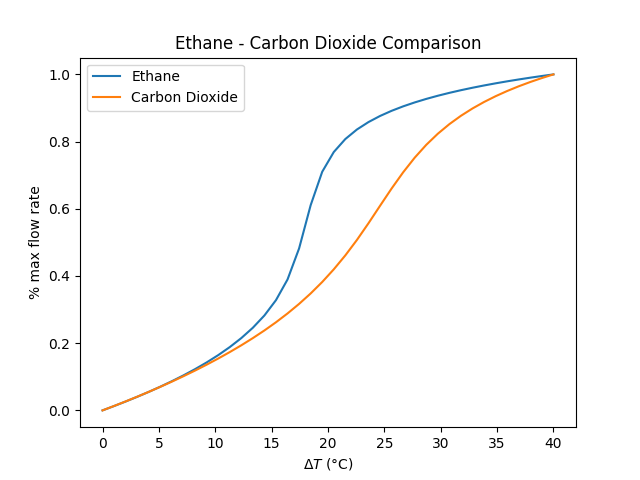 Ethane - Carbon Dioxide Comparison
Ethane
Carbon Dioxide
% max flow rate
1.0
0.8
0.6
0.4
0.2
0.0
0 5 10 15 20 25 30 35 40
ΔT (°C)